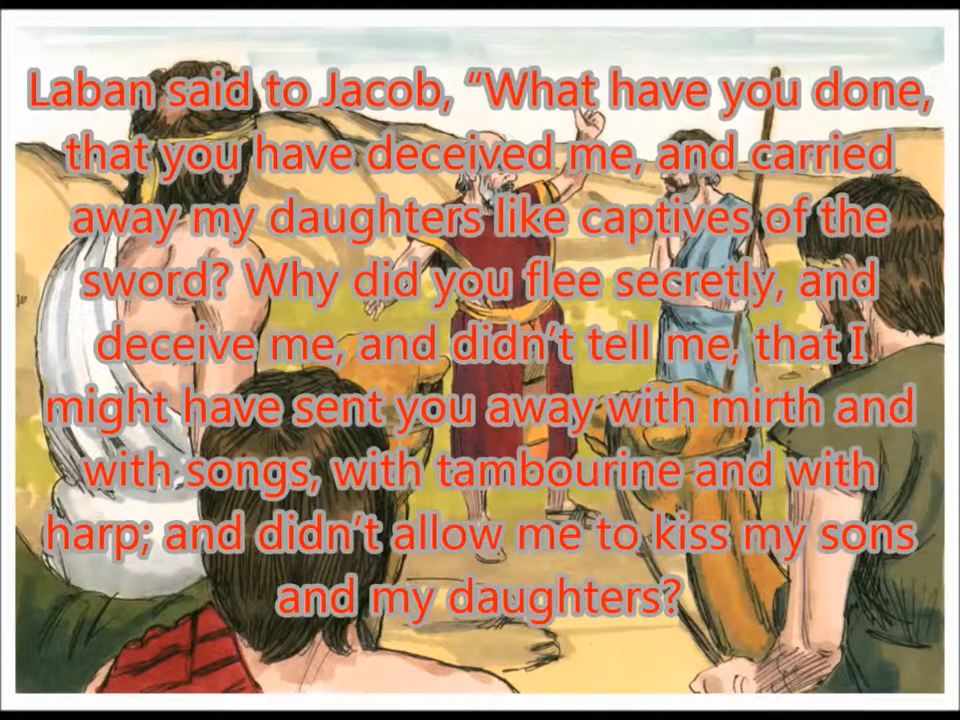 Laban said to Jacob, “What have you done,
that you have deceived me, and carried
away my daughters like captives of the
sword? Why did you flee secretly, and
deceive me, and didn’t tell me, that I
might have sent you away with mirth and
with songs, with tambourine and with
harp; and didn’t allow me to kiss my sons
and my daughters?